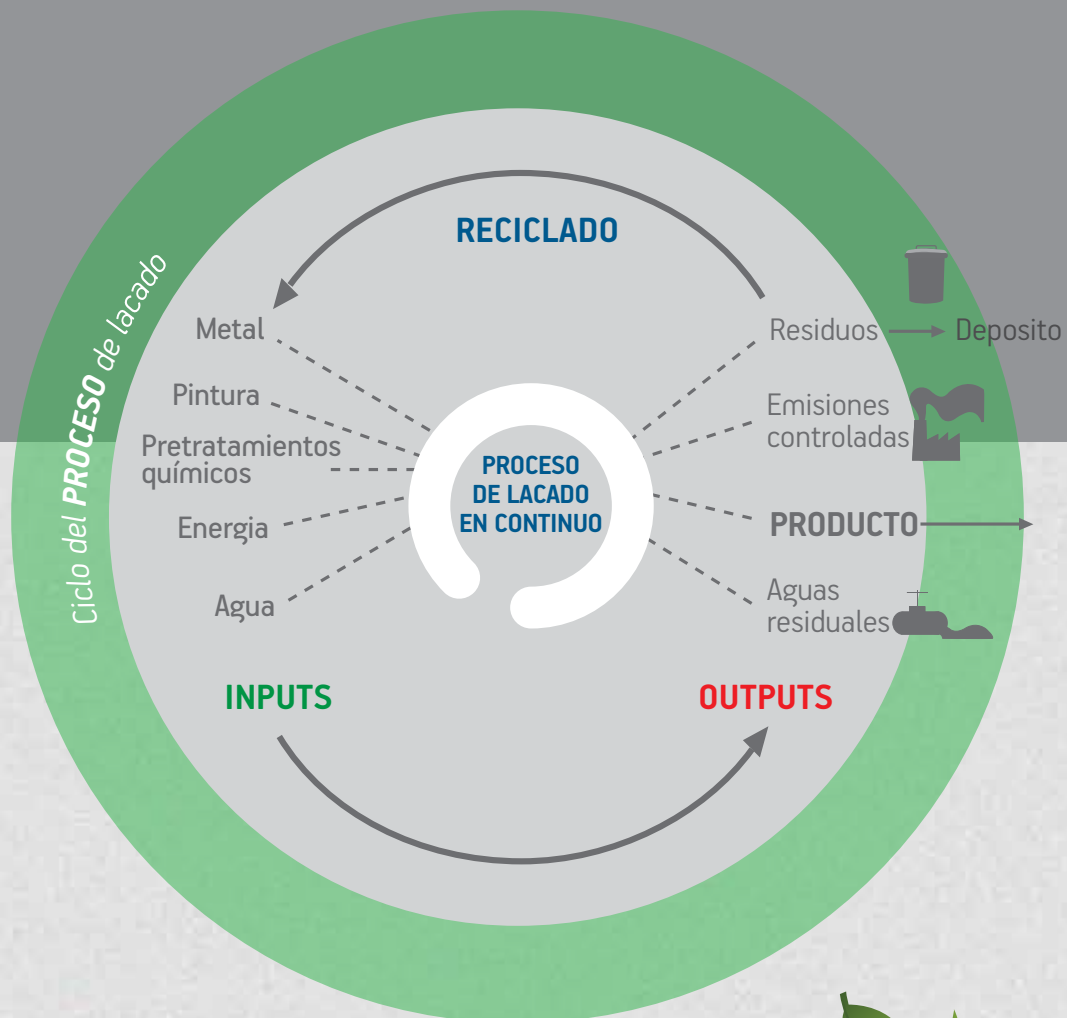 Ciclo del PROCESO de lacado
RECICLADO
Metal
Pintura
Pretratamientos
químicos
Energia
Agua
PROCESO
DE LACADO
EN CONTINUO
Residuos
Deposito
Emisiones
controladas
PRODUCTO
Aguas
residuales
INPUTS
OUTPUTS